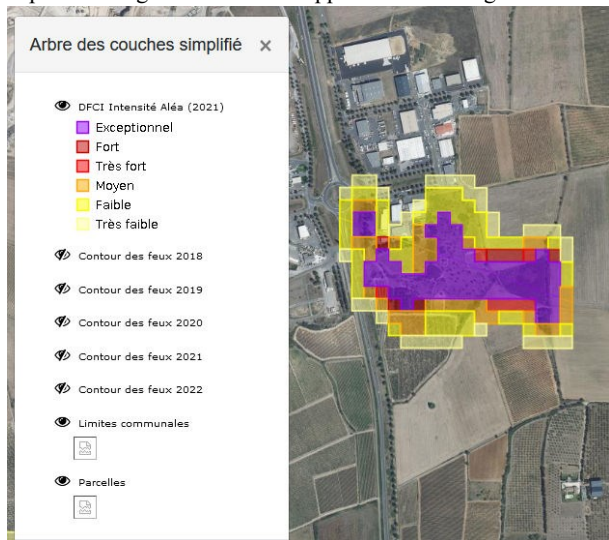 Arbre des couches simplifié ×
DFCI Intensité Aléa (2021)
Exceptionnel
Fort
Très fort
Moyen
Faible
Très faible
Contour des feux 2018
Contour des feux 2019
Contour des feux 2020
Contour des feux 2021
Contour des feux 2022
Limites communales
Parcelles